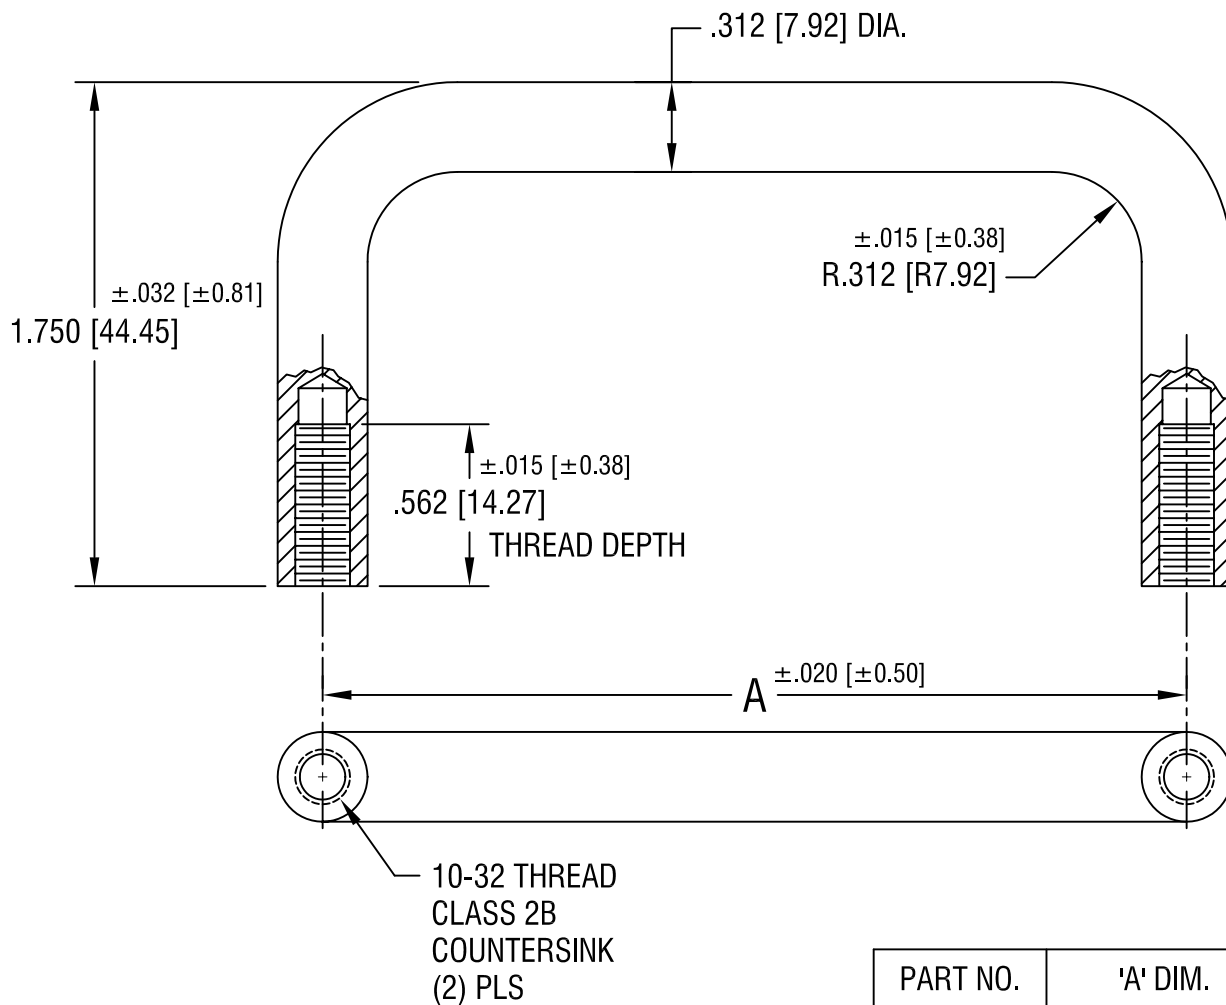 .312 [7.92] DIA.
±.015 [±0.38]
R.312 [R7.92]
±.032 [±0.81]
1.750 [44.45]
±.015 [±0.38]
.562 [14.27]
THREAD DEPTH
A ±.020 [±0.50]
10-32 THREAD
CLASS 2B
COUNTERSINK
(2) PLS
PART NO. 'A' DIM.